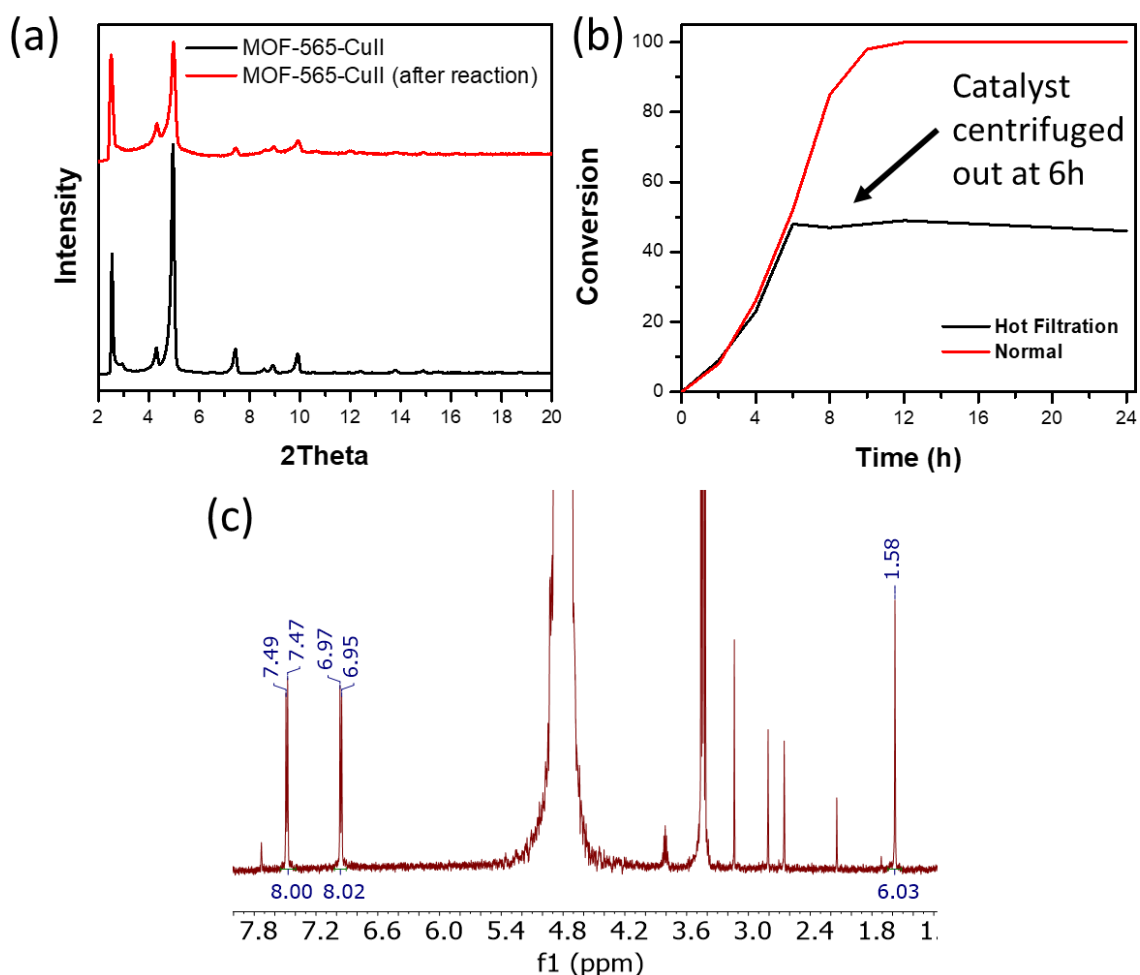 (a)
MOF-565-CuII
MOF-565-CuII (after reaction)
Intensity
2 4 6 8 10 12 14 16 18 20
2Theta
(b)
100
80
60
40
20
0
Conversion
Catalyst
centrifuged
out at 6h
Hot Filtration
Normal
0 4 8 12 16 20 24
Time (h)
(c)
7.49
7.47
6.97
6.95
1.58
8.00 8.02 6.03
7.8 7.2 6.6 6.0 5.4 4.8 4.2 3.6 3.0 2.4 1.8 1.
f1 (ppm)